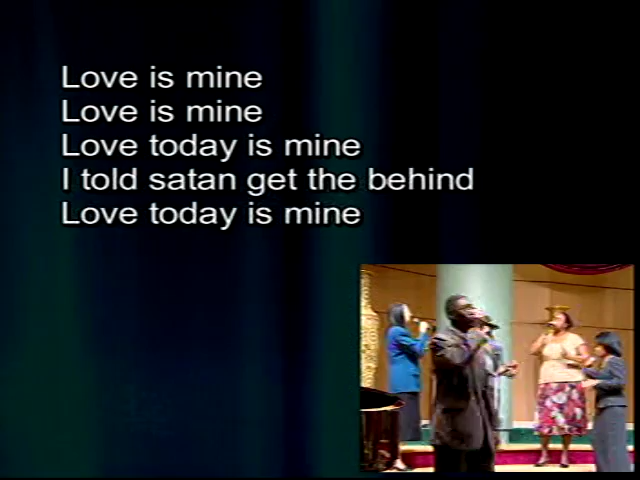 Love is mine
Love is mine
Love today is mine
I told satan get the behind
Love today is mine